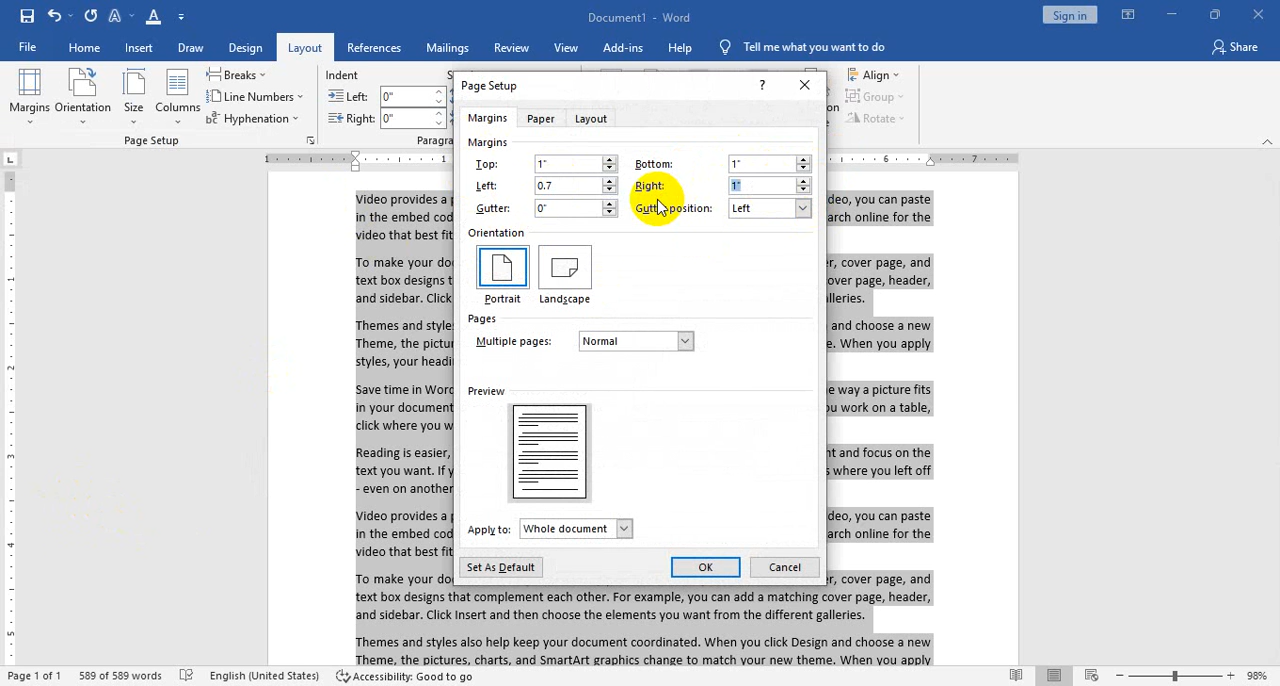 Document1 - Word
Sign in
File Home Insert Draw Design Layout References Mailings Review View Add-ins Help Tell me what you want to do Share
Margins Orientation Size Columns
Breaks
Line Numbers
Hyphenation
Page Setup
Indent
Left: 0"
Right: 0"
Align
Group
Rotate
Page Setup ?
Margins Paper Layout
Margins
Top: 1" Bottom: 1"
Left: 0.7 Right: 1"
Gutter: 0" position: Left
Orientation
Portrait Landscape
Pages
Multiple pages: Normal
Preview
Apply to: Whole document
Set As Default OK Cancel
Video provides a deo, you can paste
in the embed arch online for the
video that best
To make your r, cover page, and
text box designs over page, header,
and sidebar. Click lleries.
Themes and and choose a new
Theme, the e. When you apply
styles, your
Save time in Word e way a picture fits
in your document ou work on a table,
click where you
Reading is easier, nt and focus on the
text you want. If s where you left off
- even on another
Video provides a deo, you can paste
in the embed arch online for the
video that best
To make your r, cover page, and
text box designs that complement each other. For example, you can add a matching cover page, header,
and sidebar. Click Insert and then choose the elements you want from the different galleries.
Themes and styles also help keep your document coordinated. When you click Design and choose a new
Theme, the pictures, charts, and SmartArt graphics change to match your new theme. When you apply
Page 1 of 1 589 of 589 words English (United States) Accessibility: Good to go 98%